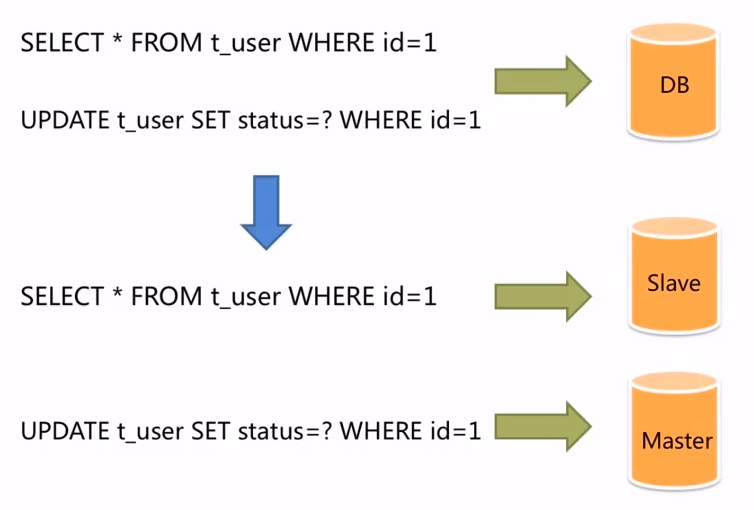 SELECT * FROM t_user WHERE id=1
DB
UPDATE t_user SET status=? WHERE id=1
SELECT * FROM t_user WHERE id=1
Slave
UPDATE t_user SET status=? WHERE id=1
Master